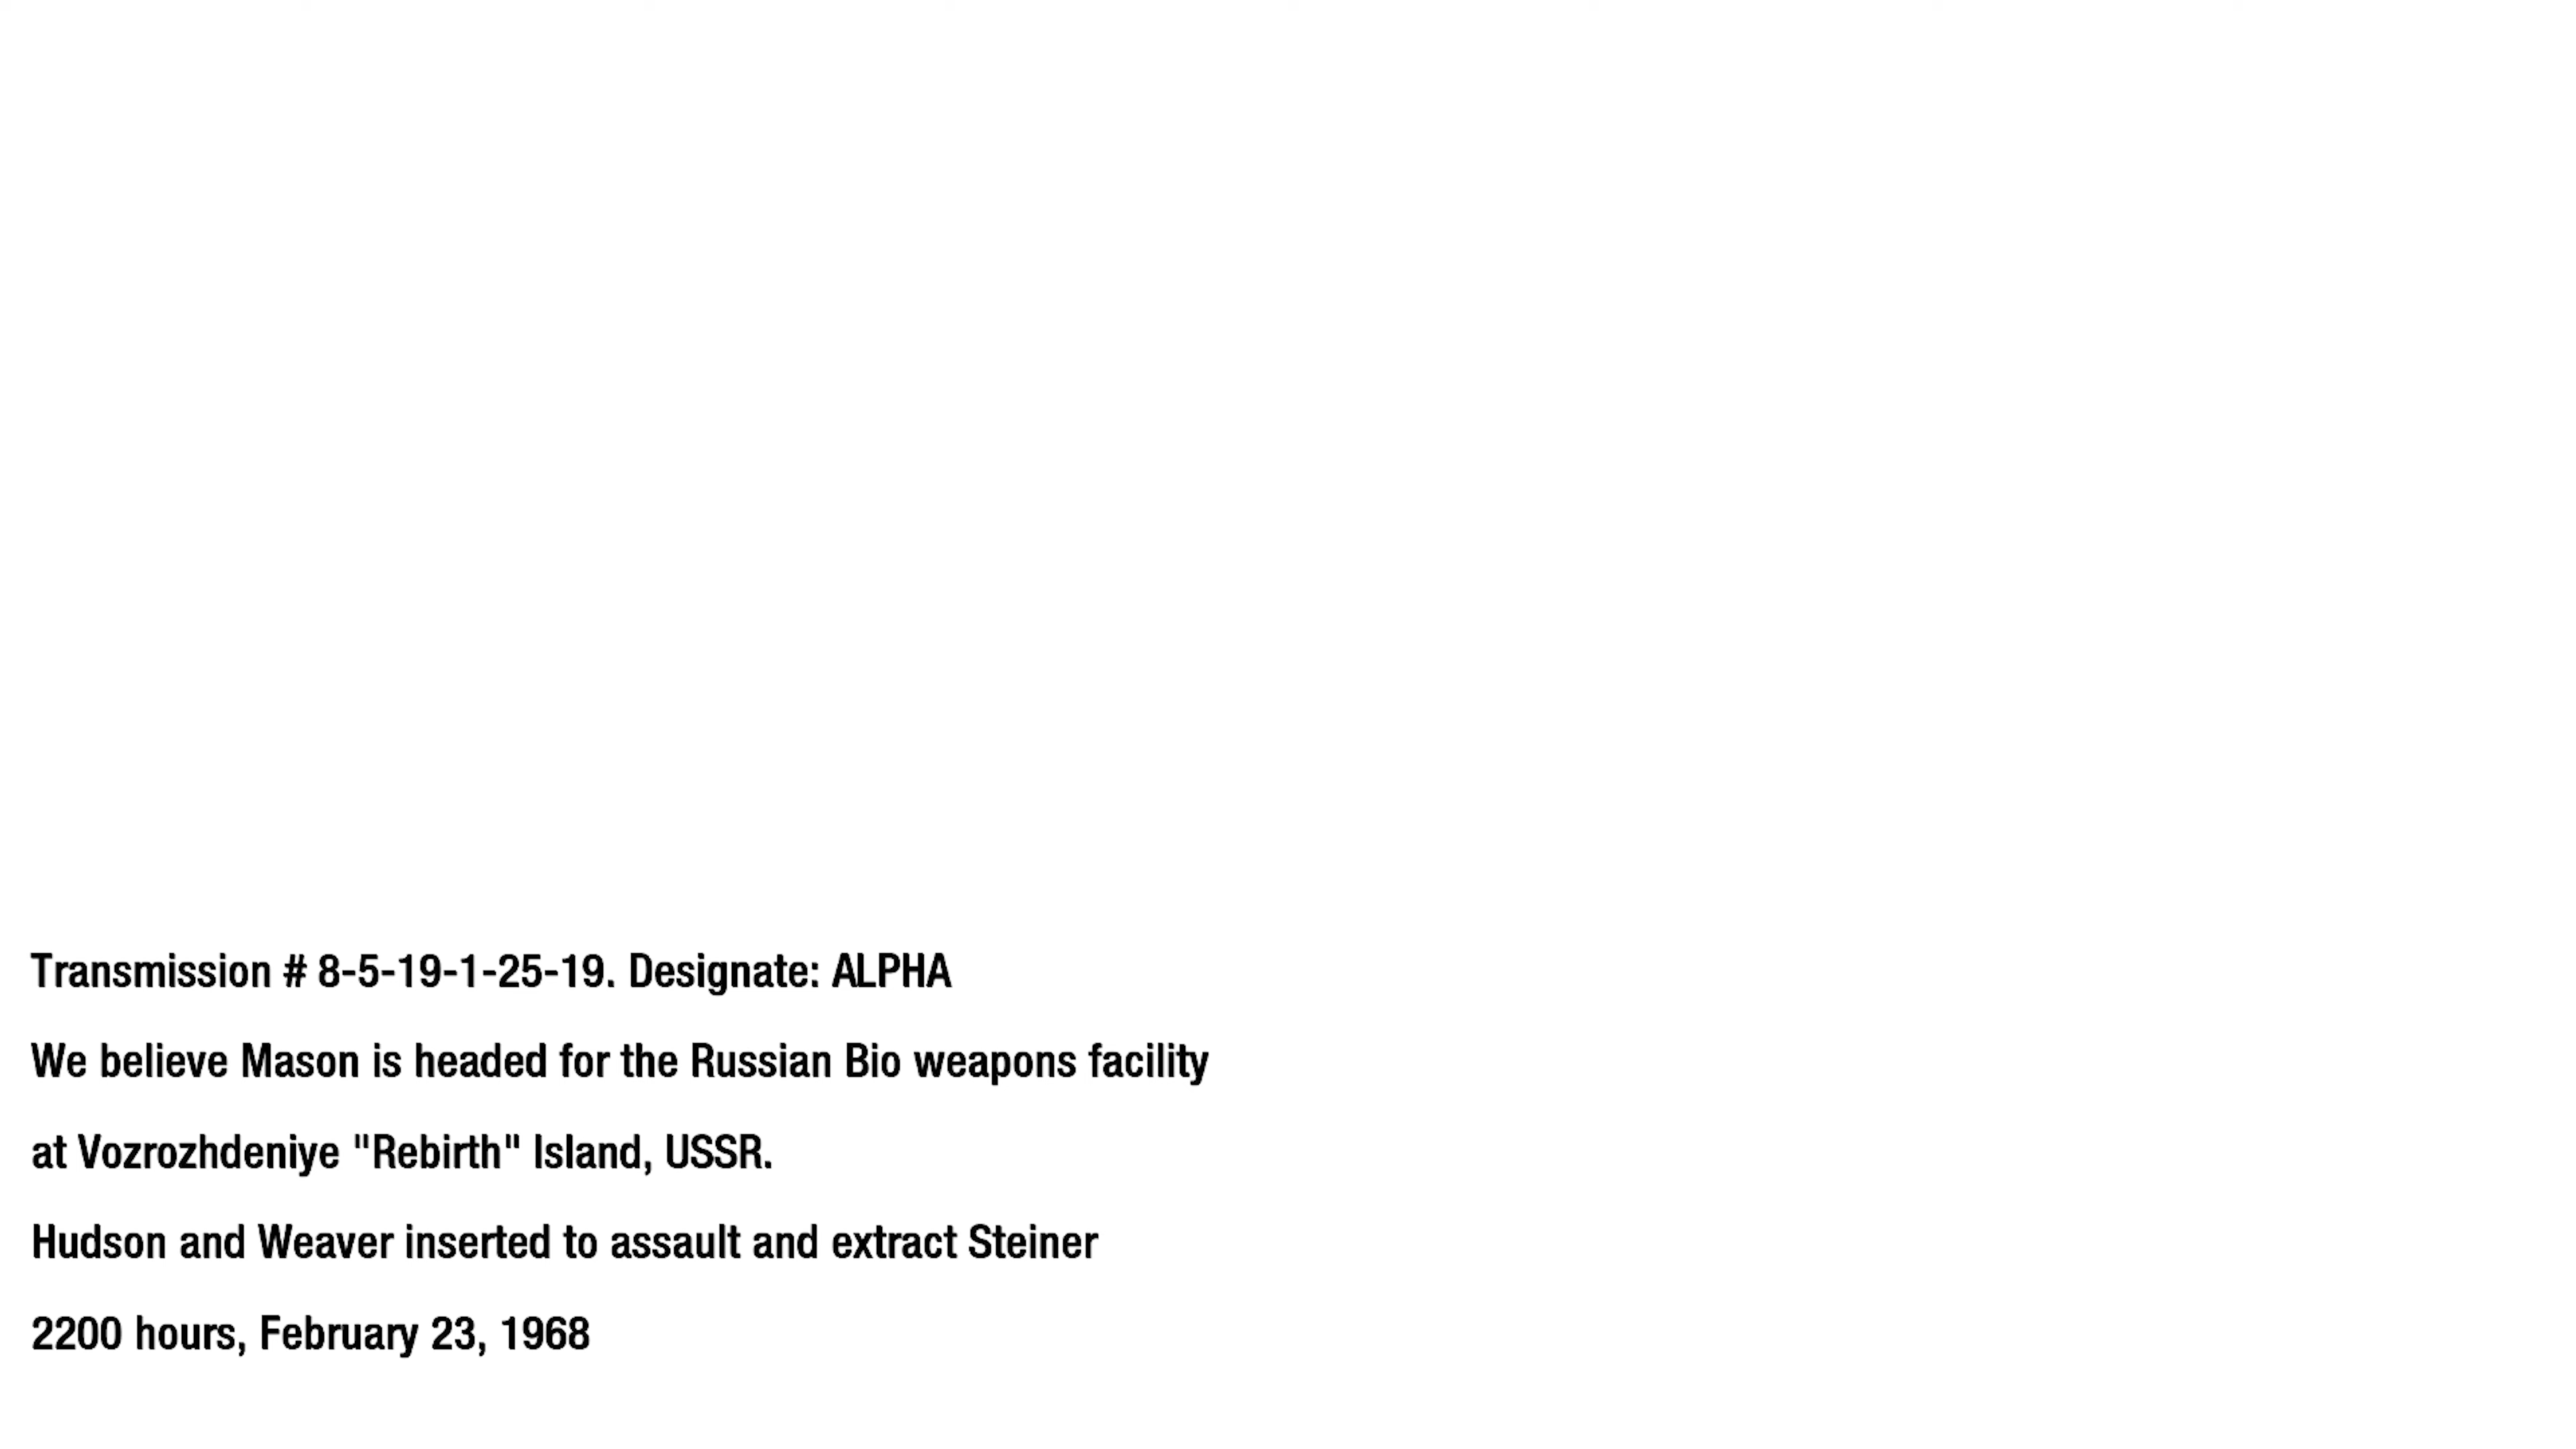 Transmission # 8-5-19-1-25-19. Designate: ALPHA
We believe Mason is headed for the Russian Bio weapons facility
at Vozrozhdeniye "Rebirth" Island, USSR.
Hudson and Weaver inserted to assault and extract Steiner
2200 hours, February 23, 1968